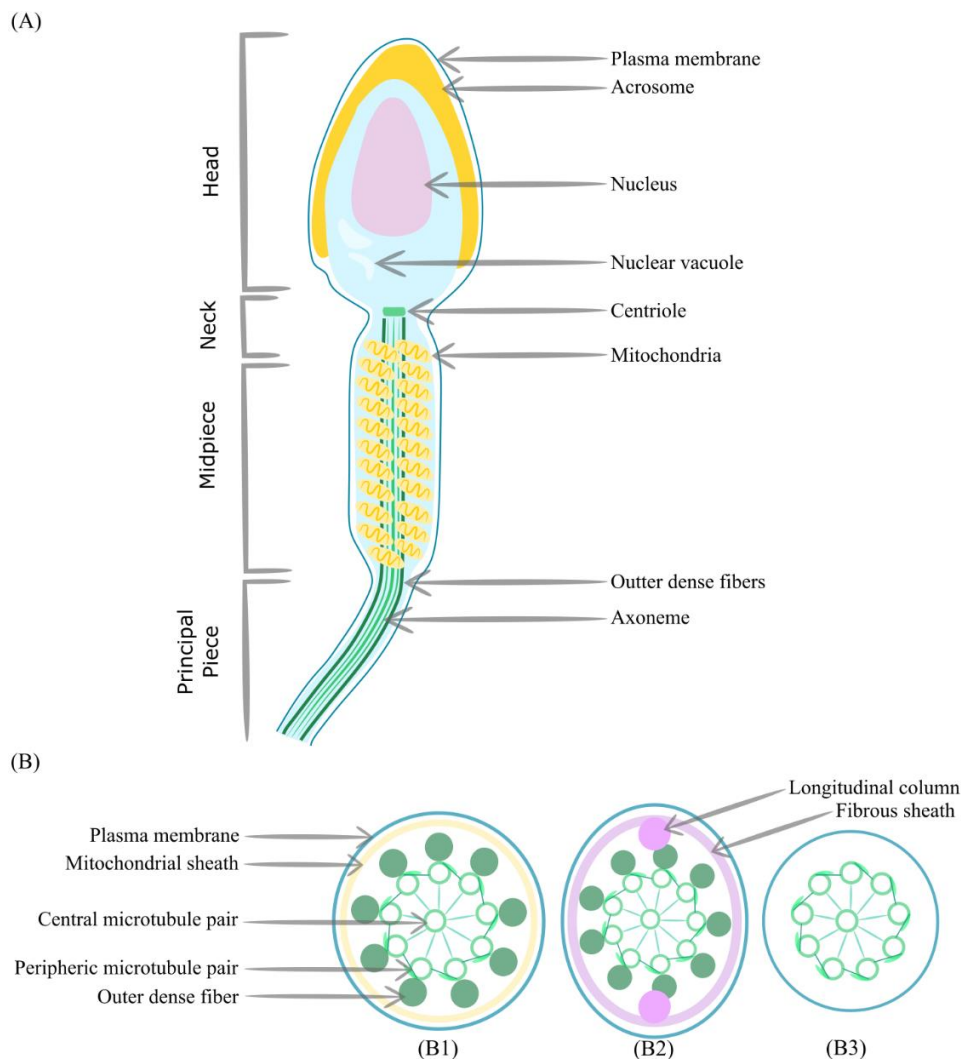 (A)
Plasma membrane
Acrosome
Head
Nucleus
Nuclear vacuole
Neck
Centriole
Mitochondria
Midpiece
Outter dense fibers
Axoneme
Principal
Piece
(B)
Longitudinal column
Fibrous sheath
Plasma membrane
Mitochondrial sheath
Central microtubule pair
Peripheric microtubule pair
Outer dense fiber
(B1)
(B2)
(B3)